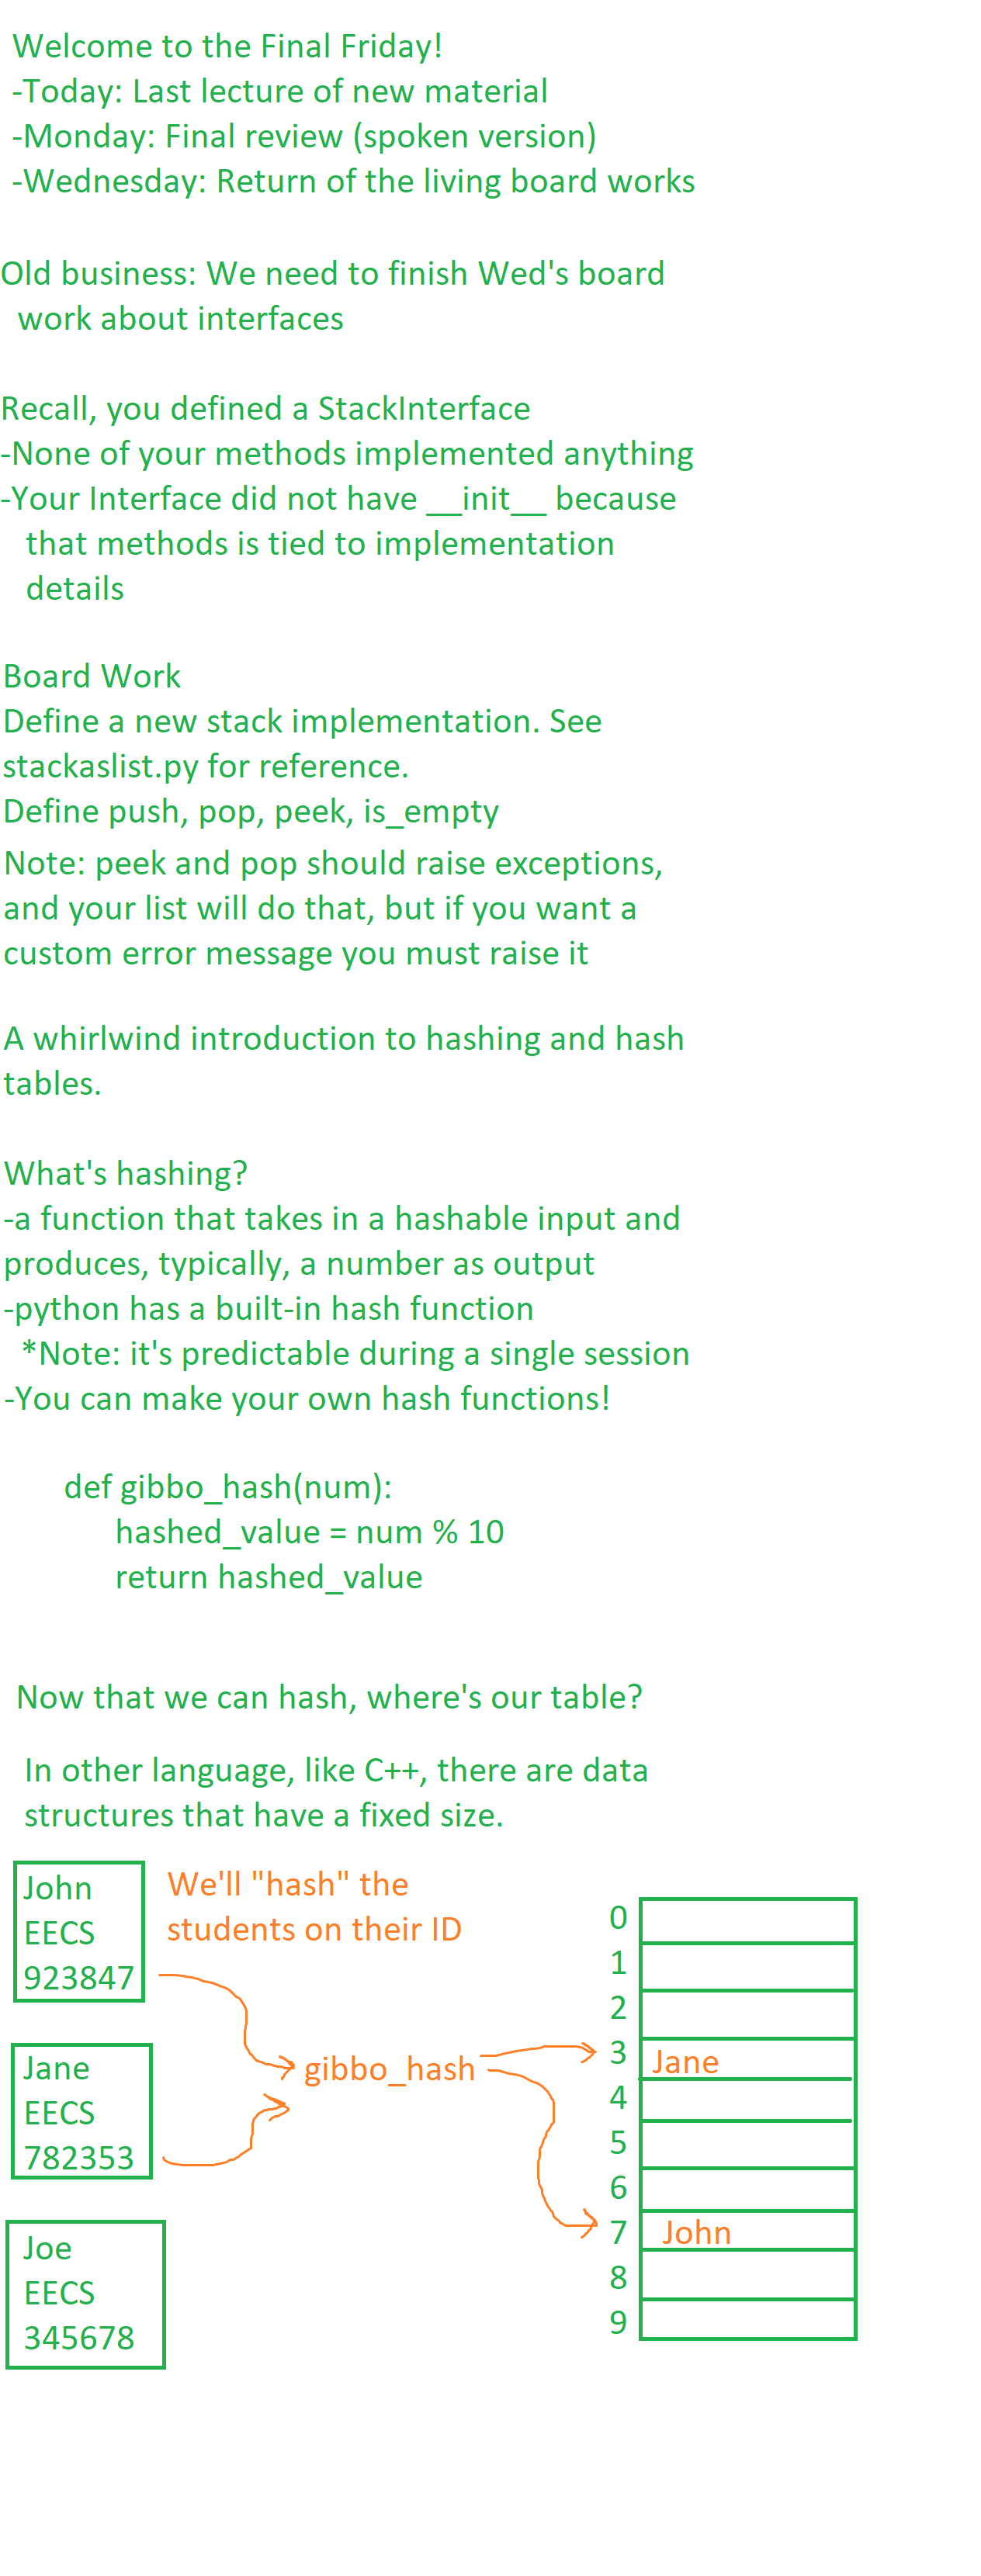 Welcome to the Final Friday!
-Today: Last lecture of new material
-Monday: Final review (spoken version)
-Wednesday: Return of the living board works
Old business: We need to finish Wed's board
work about interfaces
Recall, you defined a StackInterface
-None of your methods implemented anything
-Your Interface did not have __init__ because
that methods is tied to implementation
details
Board Work
Define a new stack implementation. See
stackaslist.py for reference.
Define push, pop, peek, is_empty
Note: peek and pop should raise exceptions,
and your list will do that, but if you want a
custom error message you must raise it
A whirlwind introduction to hashing and hash
tables.
What's hashing?
-a function that takes in a hashable input and
produces, typically, a number as output
-python has a built-in hash function
*Note: it's predictable during a single session
-You can make your own hash functions!
def gibbo_hash(num):
hashed_value = num % 10
return hashed_value
Now that we can hash, where's our table?
In other language, like C++, there are data
structures that have a fixed size.
John
EECS
923847
We'll "hash" the
students on their ID
Jane
EECS
782353
gibbo_hash
Joe
EECS
345678
0
1
2
3 Jane
4
5
6
7 John
8
9